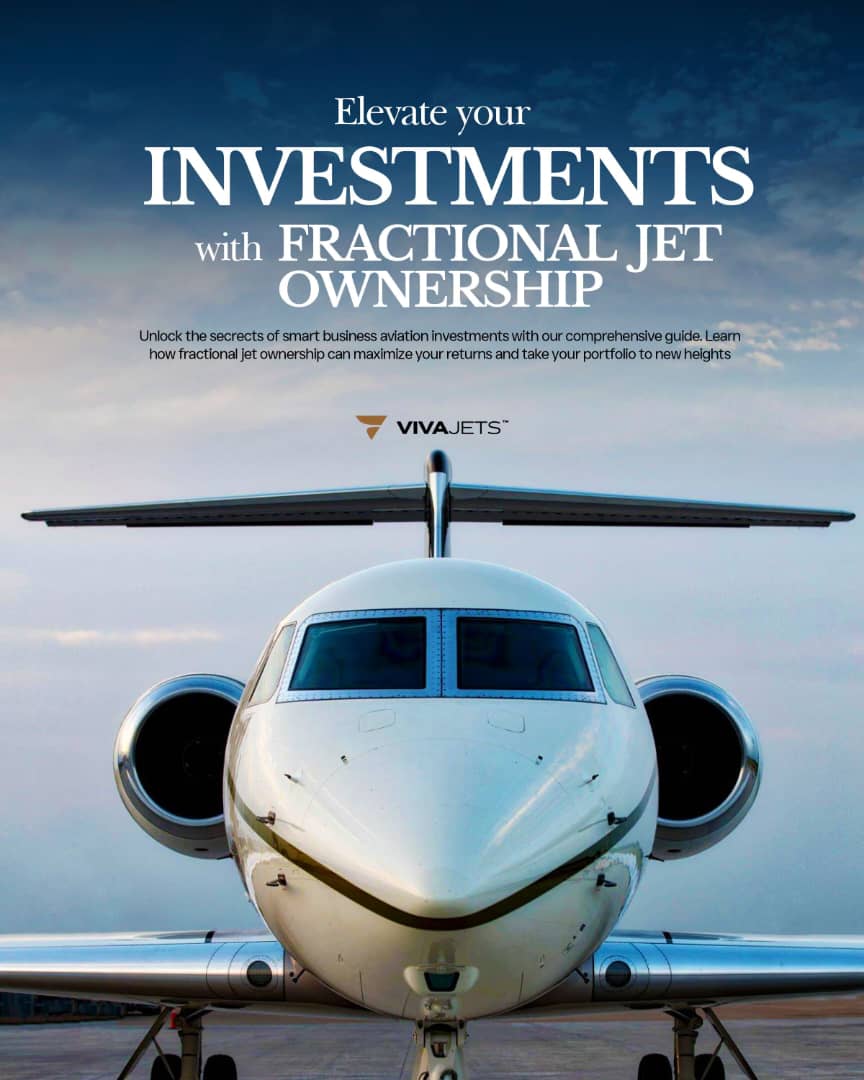 Elevate your
INVESTMENTS
with FRACTIONAL JET
OWNERSHIP
Unlock the secrects of smart business aviation investments with our comprehensive guide. Learn
how fractional jet ownership can maximize your returns and take your portfolio to new heights
VIVAJETS™